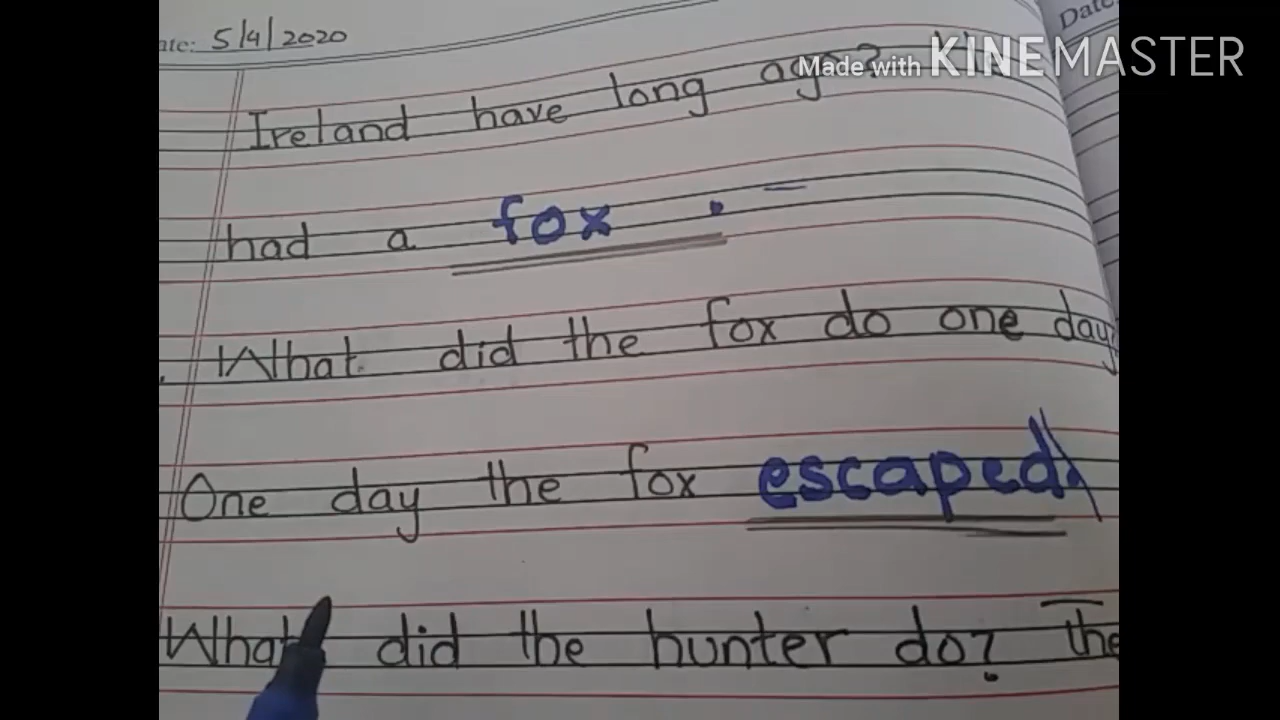 ate: 5/4/2020
Date:
Made with KINEMASTER
Ireland have long ago?
had a fox.
What did the fox do one day
One day the fox escaped
What did the hunter do? The